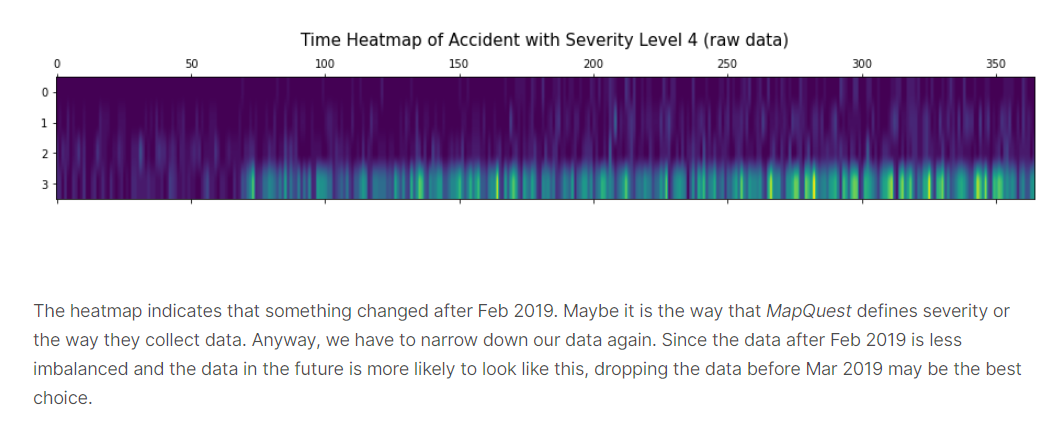 Time Heatmap of Accident with Severity Level 4 (raw data)
0 50 100 150 200 250 300 350
0
1
2
3
The heatmap indicates that something changed after Feb 2019. Maybe it is the way that MapQuest defines severity or
the way they collect data. Anyway, we have to narrow down our data again. Since the data after Feb 2019 is less
imbalanced and the data in the future is more likely to look like this, dropping the data before Mar 2019 may be the best
choice.